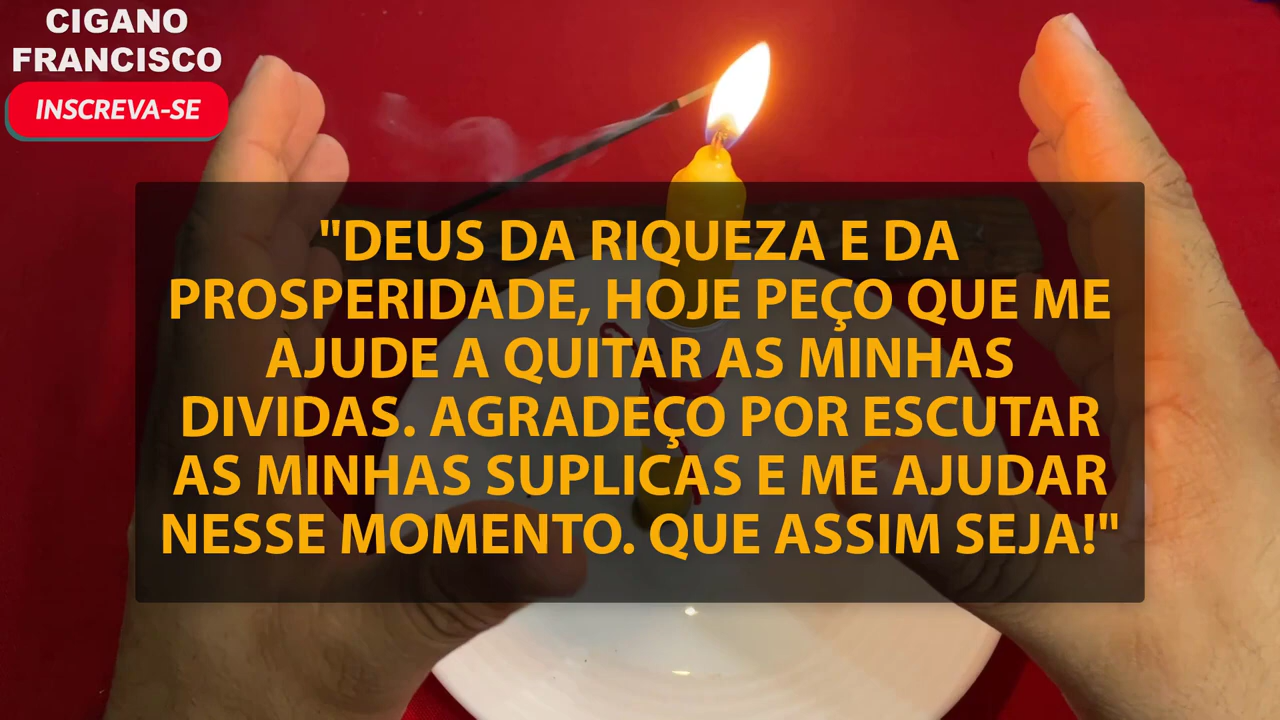 CIGANO
FRANCISCO
INSCREVA-SE
"DEUS DA RIQUEZA E DA
PROSPERIDADE, HOJE PEÇO QUE ME
AJUDE A QUITAR AS MINHAS
DIVIDAS. AGRADEÇO POR ESCUTAR
AS MINHAS SUPLICAS E ME AJUDAR
NESSE MOMENTO. QUE ASSIM SEJA!"